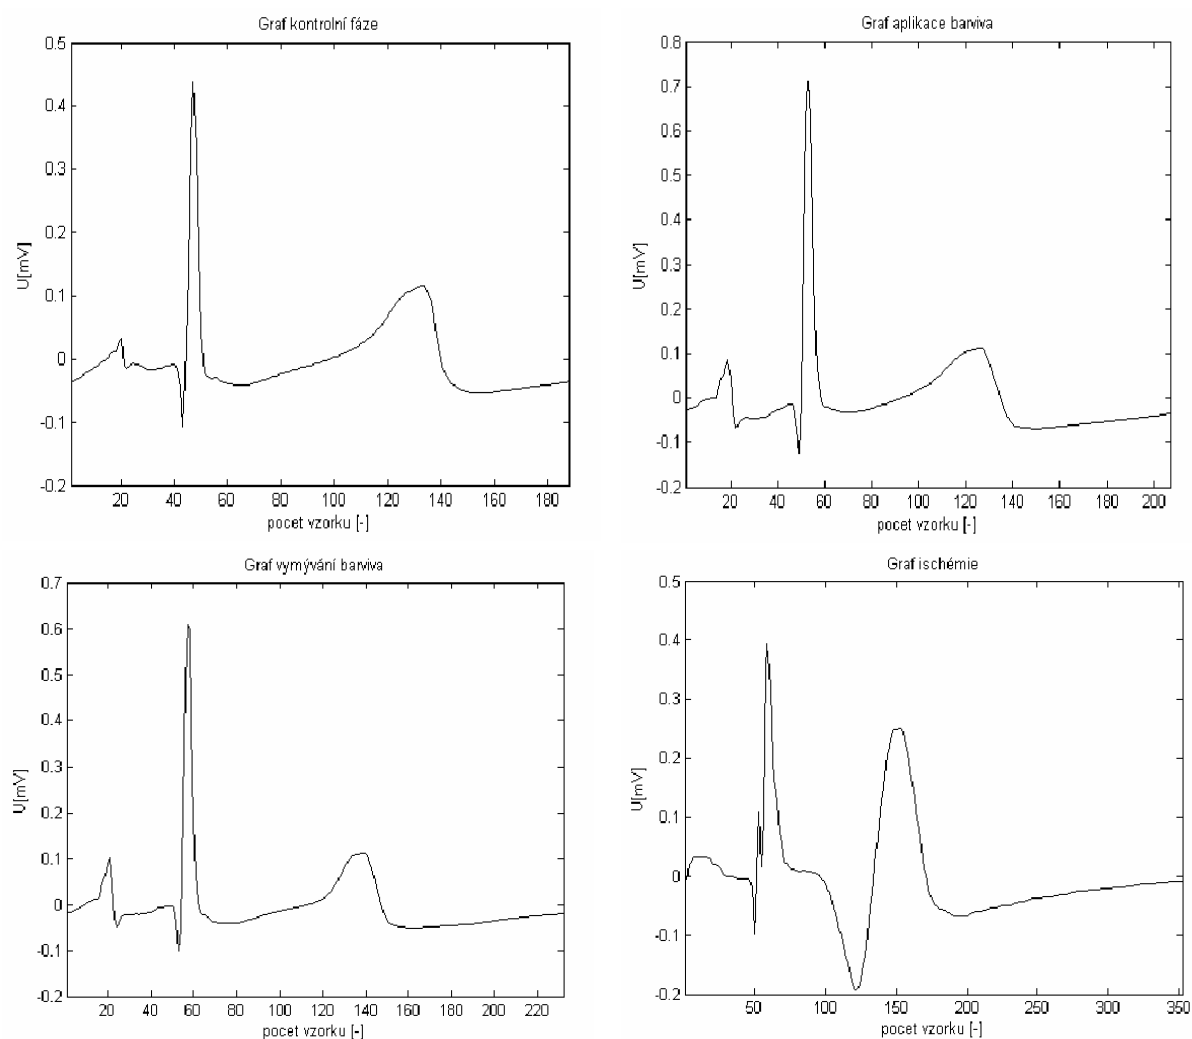 Graf kontrolní fáze
0.5
0.4
0.3
0.2
0.1
0
-0.1
-0.2
U[mV]
20 40 60 80 100 120 140 160 180
pocet vzorku [-]
Graf aplikace barviva
0.8
0.7
0.6
0.5
0.4
0.3
0.2
0.1
0
-0.1
-0.2
U[mV]
20 40 60 80 100 120 140 160 180 200
pocet vzorku [-]
Graf vymývání barviva
0.7
0.6
0.5
0.4
0.3
0.2
0.1
0
-0.1
-0.2
U[mV]
20 40 60 80 100 120 140 160 180 200 220
pocet vzorku [-]
Graf ischémie
0.5
0.4
0.3
0.2
0.1
0
-0.1
-0.2
U[mV]
50 100 150 200 250 300 350
pocet vzorku [-]